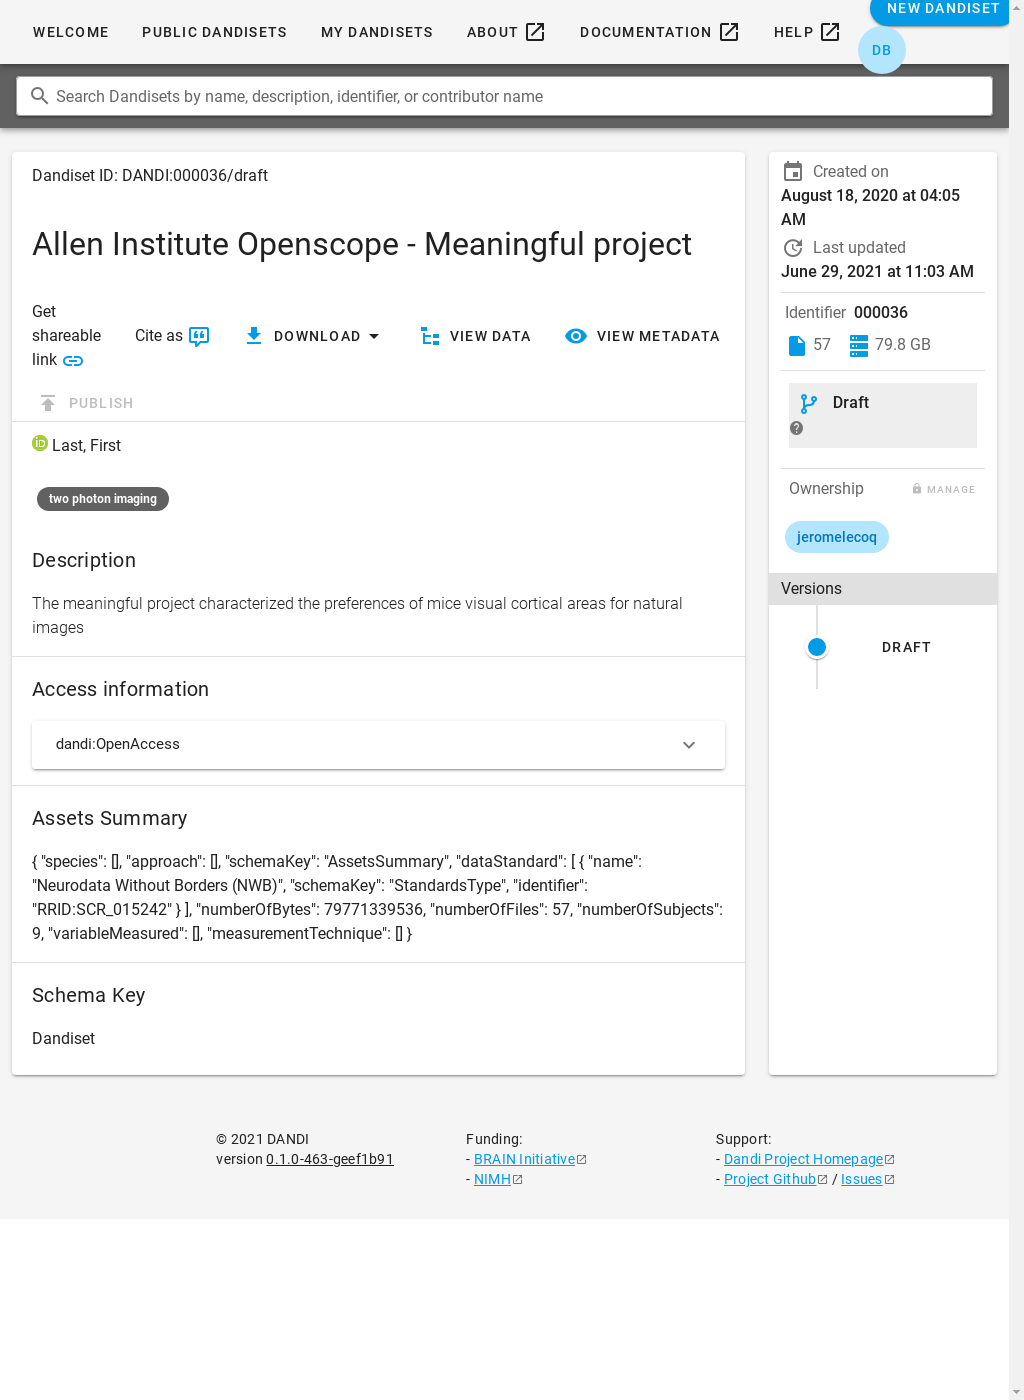 WELCOME PUBLIC DANDISETS MY DANDISETS ABOUT DOCUMENTATION HELP NEW DANDISET
DB
Search Dandisets by name, description, identifier, or contributor name
Dandiset ID: DANDI:000036/draft
Allen Institute Openscope - Meaningful project
Get shareable link Cite as DOWNLOAD VIEW DATA VIEW METADATA
PUBLISH
Last, First
two photon imaging
Description
The meaningful project characterized the preferences of mice visual cortical areas for natural
images
Access information
dandi:OpenAccess
Assets Summary
{ "species": [], "approach": [], "schemaKey": "AssetsSummary", "dataStandard": [ { "name":
"Neurodata Without Borders (NWB)", "schemaKey": "StandardsType", "identifier":
"RRID:SCR_015242" } ], "numberOfBytes": 79771339536, "numberOfFiles": 57, "numberOfSubjects":
9, "variableMeasured": [], "measurementTechnique": [] }
Schema Key
Dandiset
Created on
August 18, 2020 at 04:05
AM
Last updated
June 29, 2021 at 11:03 AM
Identifier 000036
57 79.8 GB
Draft
Ownership MANAGE
jeromelecoq
Versions
DRAFT
© 2021 DANDI
version 0.1.0-463-geef1b91
Funding:
- BRAIN Initiative
- NIMH
Support:
- Dandi Project Homepage
- Project Github / Issues